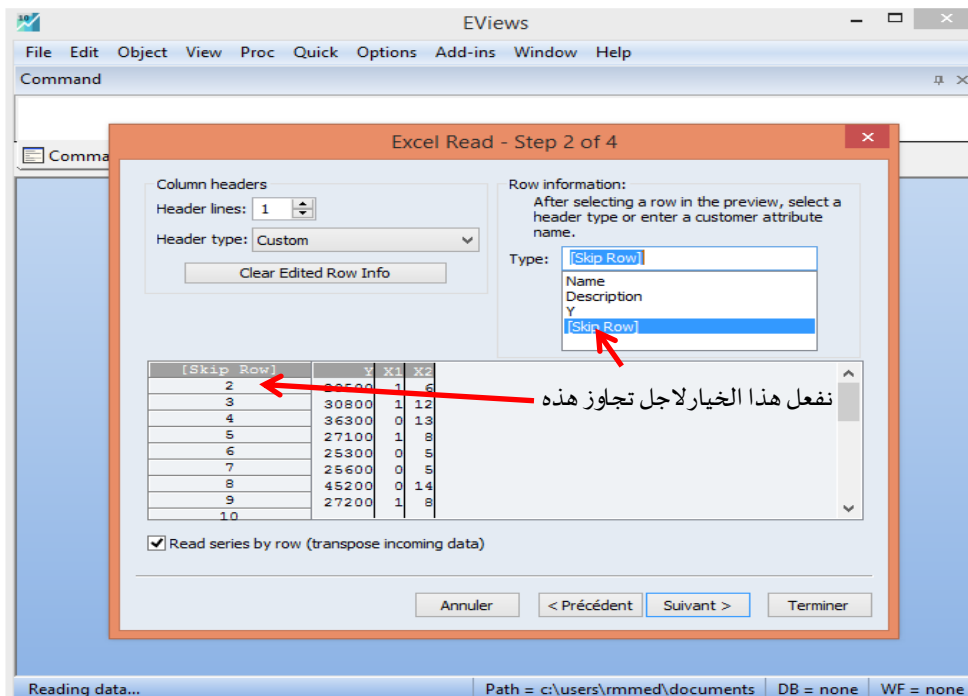 EViews
File Edit Object View Proc Quick Options Add-ins Window Help
Command
Comma
Excel Read - Step 2 of 4
Column headers
Header lines: 1
Header type: Custom
Clear Edited Row Info
Row information:
After selecting a row in the preview, select a
header type or enter a customer attribute
name.
Type: [Skip Row]
Name
Description
Y
[Skip Row]
[Skip Row] Y X1 X2
2 1 6
3 30800 1 12
4 36300 0 13
5 27100 1 8
6 25300 0 5
7 25600 0 5
8 45200 0 14
9 27200 1 8
10
نفعل هذا الخيار لاجل تجاوز هذه
Read series by row (transpose incoming data)
Annuler < Précédent Suivant > Terminer
Reading data... Path = c:\users\rmmed\documents DB = none WF = none